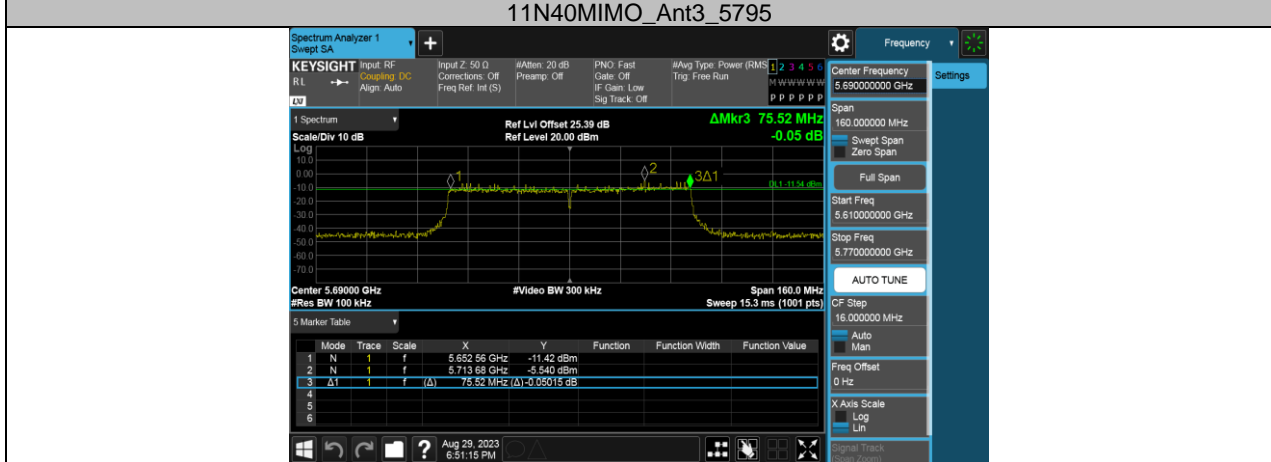 11N40MIMO_Ant3_5795
Spectrum Analyzer 1
Swept SA
Frequency
KEYSIGHT
RL
LXI
Input: RF
Coupling: DC
Align: Auto
Input Z: 50 Ω
Corrections: Off
Freq Ref: Int (S)
#Atten: 20 dB
Preamp: Off
PNO: Fast
Gate: Off
IF Gain: Low
Sig Track: Off
#Avg Type: Power (RMS
Trig: Free Run
1 2 3 4 5 6
M W W W W W
P P P P P P
1 Spectrum
Scale/Div 10 dB
Ref Lvl Offset 25.39 dB
Ref Level 20.00 dBm
ΔMkr3 75.52 MHz
-0.05 dB
Log
10.0
0.00
-10.0
-20.0
-30.0
-40.0
-50.0
-60.0
-70.0
1
2
3Δ1
DL1 -11.54 dBm
Center 5.69000 GHz
#Res BW 100 kHz
#Video BW 300 kHz
Span 160.0 MHz
Sweep 15.3 ms (1001 pts)
5 Marker Table
Mode Trace Scale X Y Function Function Width Function Value
1 N 1 f 5.652 56 GHz -11.42 dBm
2 N 1 f 5.713 68 GHz -5.540 dBm
3 Δ1 1 f (Δ) 75.52 MHz (Δ) -0.05015 dB
4
5
6
Aug 29, 2023
6:51:15 PM
Settings
Center Frequency
5.690000000 GHz
Span
160.000000 MHz
Swept Span
Zero Span
Full Span
Start Freq
5.610000000 GHz
Stop Freq
5.770000000 GHz
AUTO TUNE
CF Step
16.000000 MHz
Auto
Man
Freq Offset
0 Hz
X Axis Scale
Log
Lin
Signal Track
(Span Zoom)